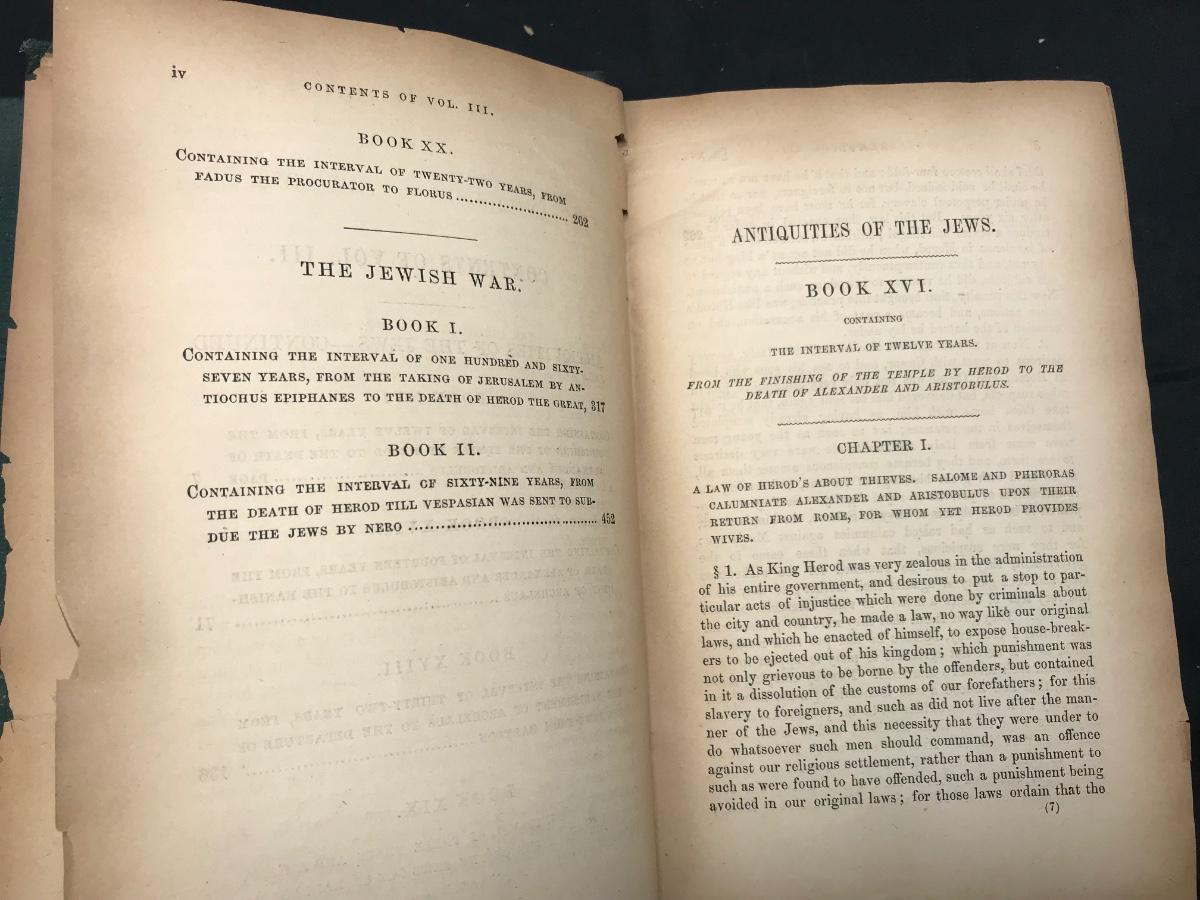 iv
CONTENTS OF VOL. III.
BOOK XX.
CONTAINING THE INTERVAL OF TWENTY-TWO YEARS, FROM
FADUS THE PROCURATOR TO FLORUS ........................... 262
THE JEWISH WAR.
BOOK I.
CONTAINING THE INTERVAL OF ONE HUNDRED AND SIXTY-
SEVEN YEARS, FROM THE TAKING OF JERUSALEM BY AN-
TIOCHUS EPIPHANES TO THE DEATH OF HEROD THE GREAT, 317
BOOK II.
CONTAINING THE INTERVAL OF SIXTY-NINE YEARS, FROM
THE DEATH OF HEROD TILL VESPASIAN WAS SENT TO SUB-
DUE THE JEWS BY NERO ....................................... 452
ANTIQUITIES OF THE JEWS.
BOOK XVI.
CONTAINING
THE INTERVAL OF TWELVE YEARS.
FROM THE FINISHING OF THE TEMPLE BY HEROD TO THE
DEATH OF ALEXANDER AND ARISTOBULUS.
CHAPTER I.
A LAW OF HEROD'S ABOUT THIEVES. SALOME AND PHERORAS
CALUMNIATE ALEXANDER AND ARISTOBULUS UPON THEIR
RETURN FROM ROME, FOR WHOM YET HEROD PROVIDES
WIVES.
§ 1. As King Herod was very zealous in the administration
of his entire government, and desirous to put a stop to par-
ticular acts of injustice which were done by criminals about
the city and country, he made a law, no way like our original
laws, and which he enacted of himself, to expose house-break-
ers to be ejected out of his kingdom; which punishment was
not only grievous to be borne by the offenders, but contained
in it a dissolution of the customs of our forefathers; for this
slavery to foreigners, and such as did not live after the man-
ner of the Jews, and this necessity that they were under to
do whatsoever such men should command, was an offence
against our religious settlement, rather than a punishment to
such as were found to have offended, such a punishment being
avoided in our original laws; for those laws ordain that the
(7)